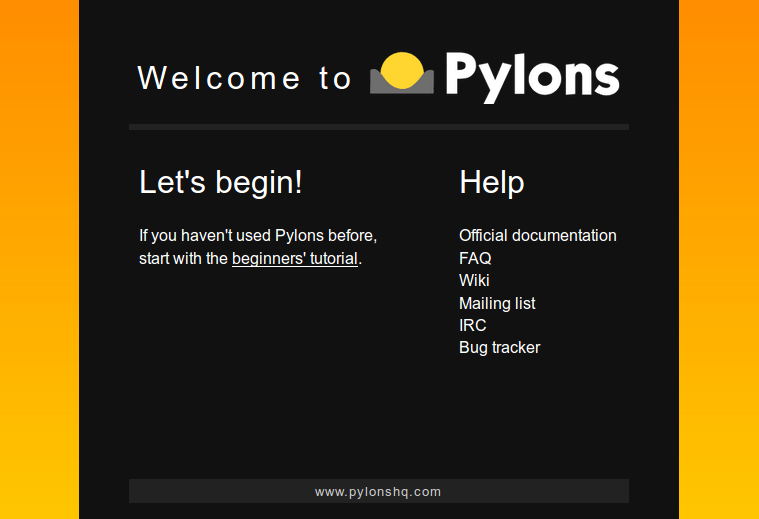 Welcome to Pylons
Let's begin!
If you haven't used Pylons before,
start with the beginners' tutorial.
Help
Official documentation
FAQ
Wiki
Mailing list
IRC
Bug tracker
www.pylonshq.com